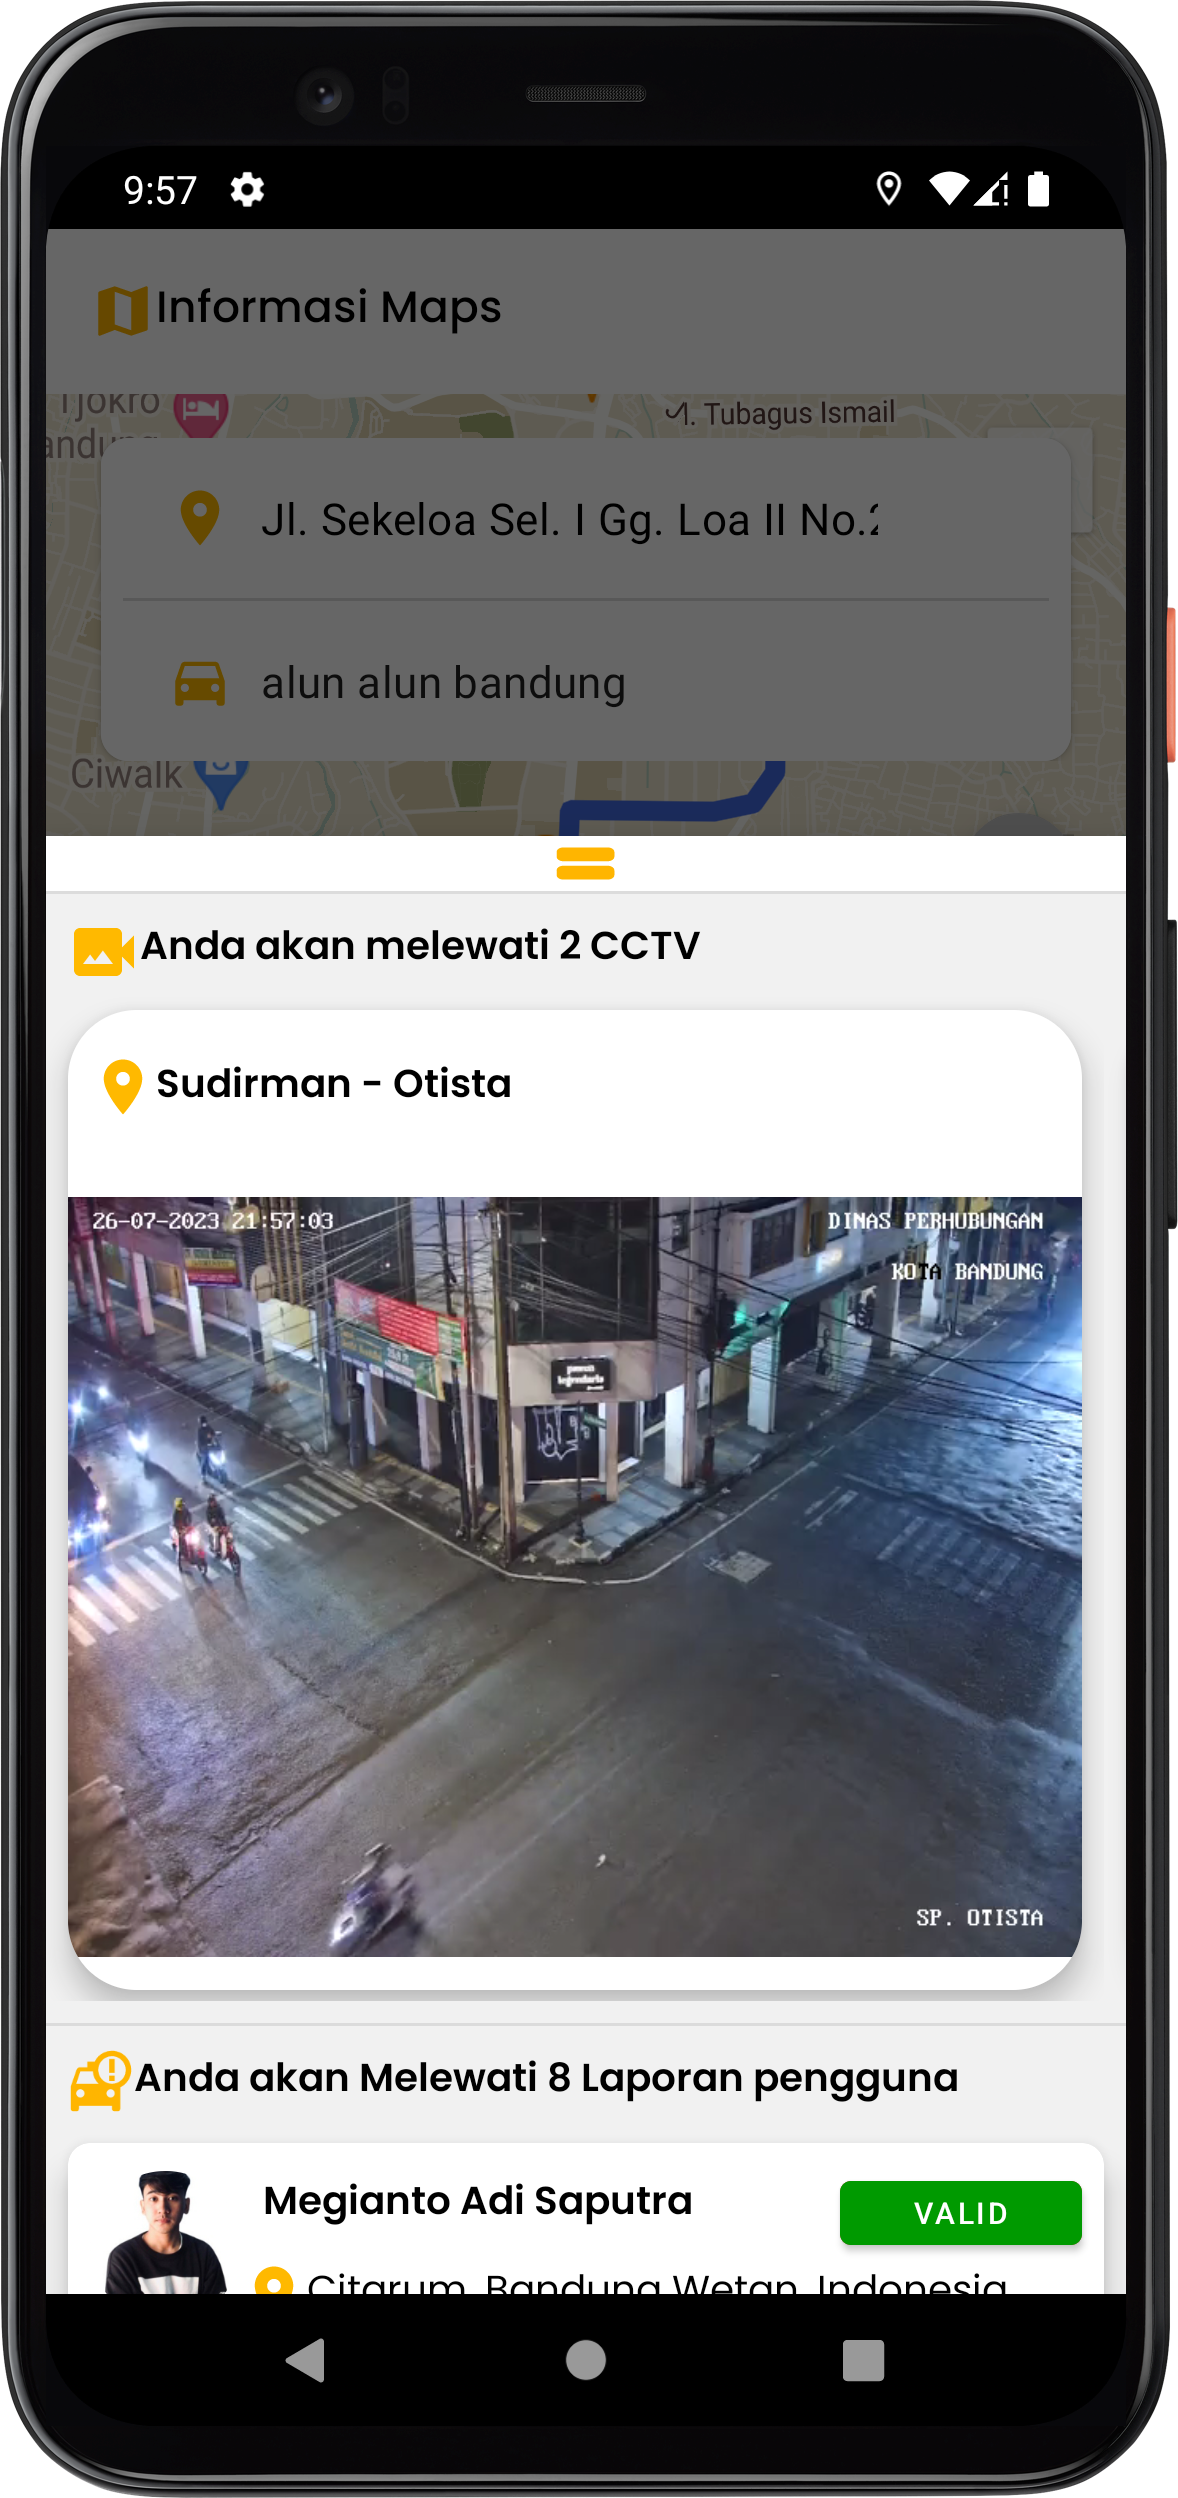 9:57
Informasi Maps
Tjokro
Jl. Tubagus Ismail
Jl. Sekeloa Sel. I Gg. Loa II No.2
alun alun bandung
Ciwalk
Anda akan melewati 2 CCTV
Sudirman - Otista
26-07-2023 21:57:03
DINAS PERHUBUNGAN
KOTA BANDUNG
SP. OTISTA
Anda akan Melewati 8 Laporan pengguna
Megianto Adi Saputra
VALID
Citarum, Bandung Wetan, Indonesia